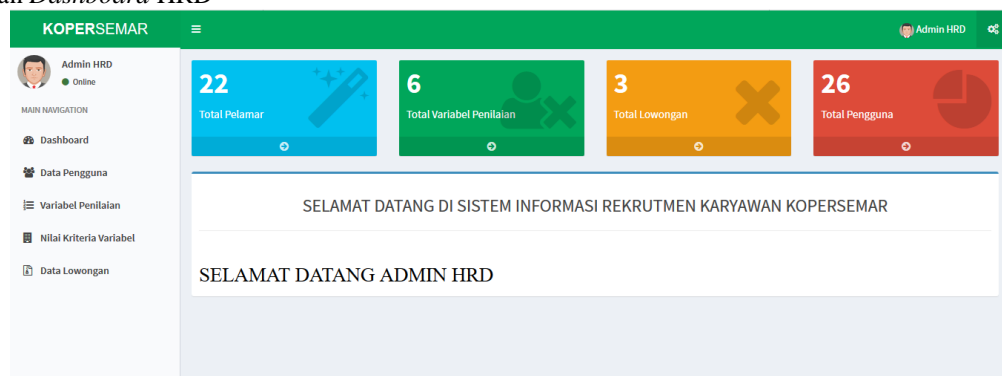 Dashboard HRD
KOPERSEMAR
Admin HRD
Admin HRD
Online
MAIN NAVIGATION
Dashboard
Data Pengguna
Variabel Penilaian
Nilai Kriteria Variabel
Data Lowongan
22
Total Pelamar
6
Total Variabel Penilaian
3
Total Lowongan
26
Total Pengguna
SELAMAT DATANG DI SISTEM INFORMASI REKRUTMEN KARYAWAN KOPERSEMAR
SELAMAT DATANG ADMIN HRD